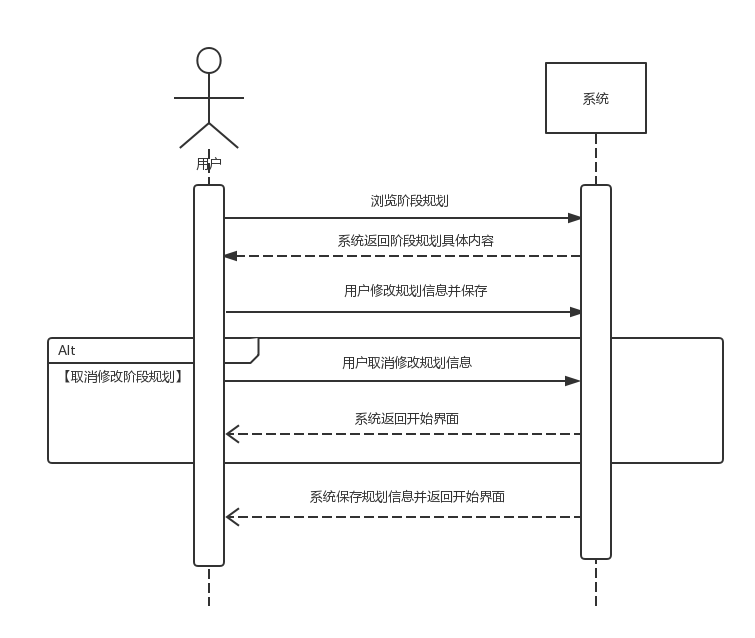 系统
用户
浏览阶段规划
系统返回阶段规划具体内容
用户修改规划信息并保存
Alt
用户取消修改规划信息
【取消修改阶段规划】
系统返回开始界面
系统保存规划信息并返回开始界面